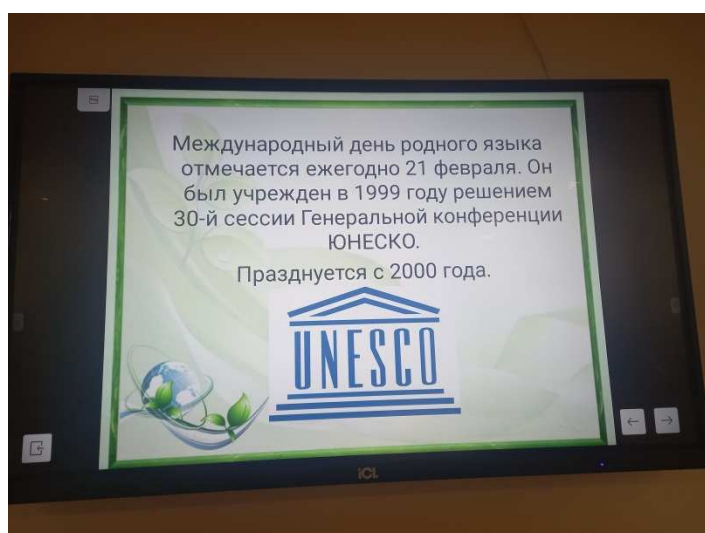 Международный день родного языка
отмечается ежегодно 21 февраля. Он
был учрежден в 1999 году решением
30-й сессии Генеральной конференции
ЮНЕСКО.
Празднуется с 2000 года.
UNESCO
iCL